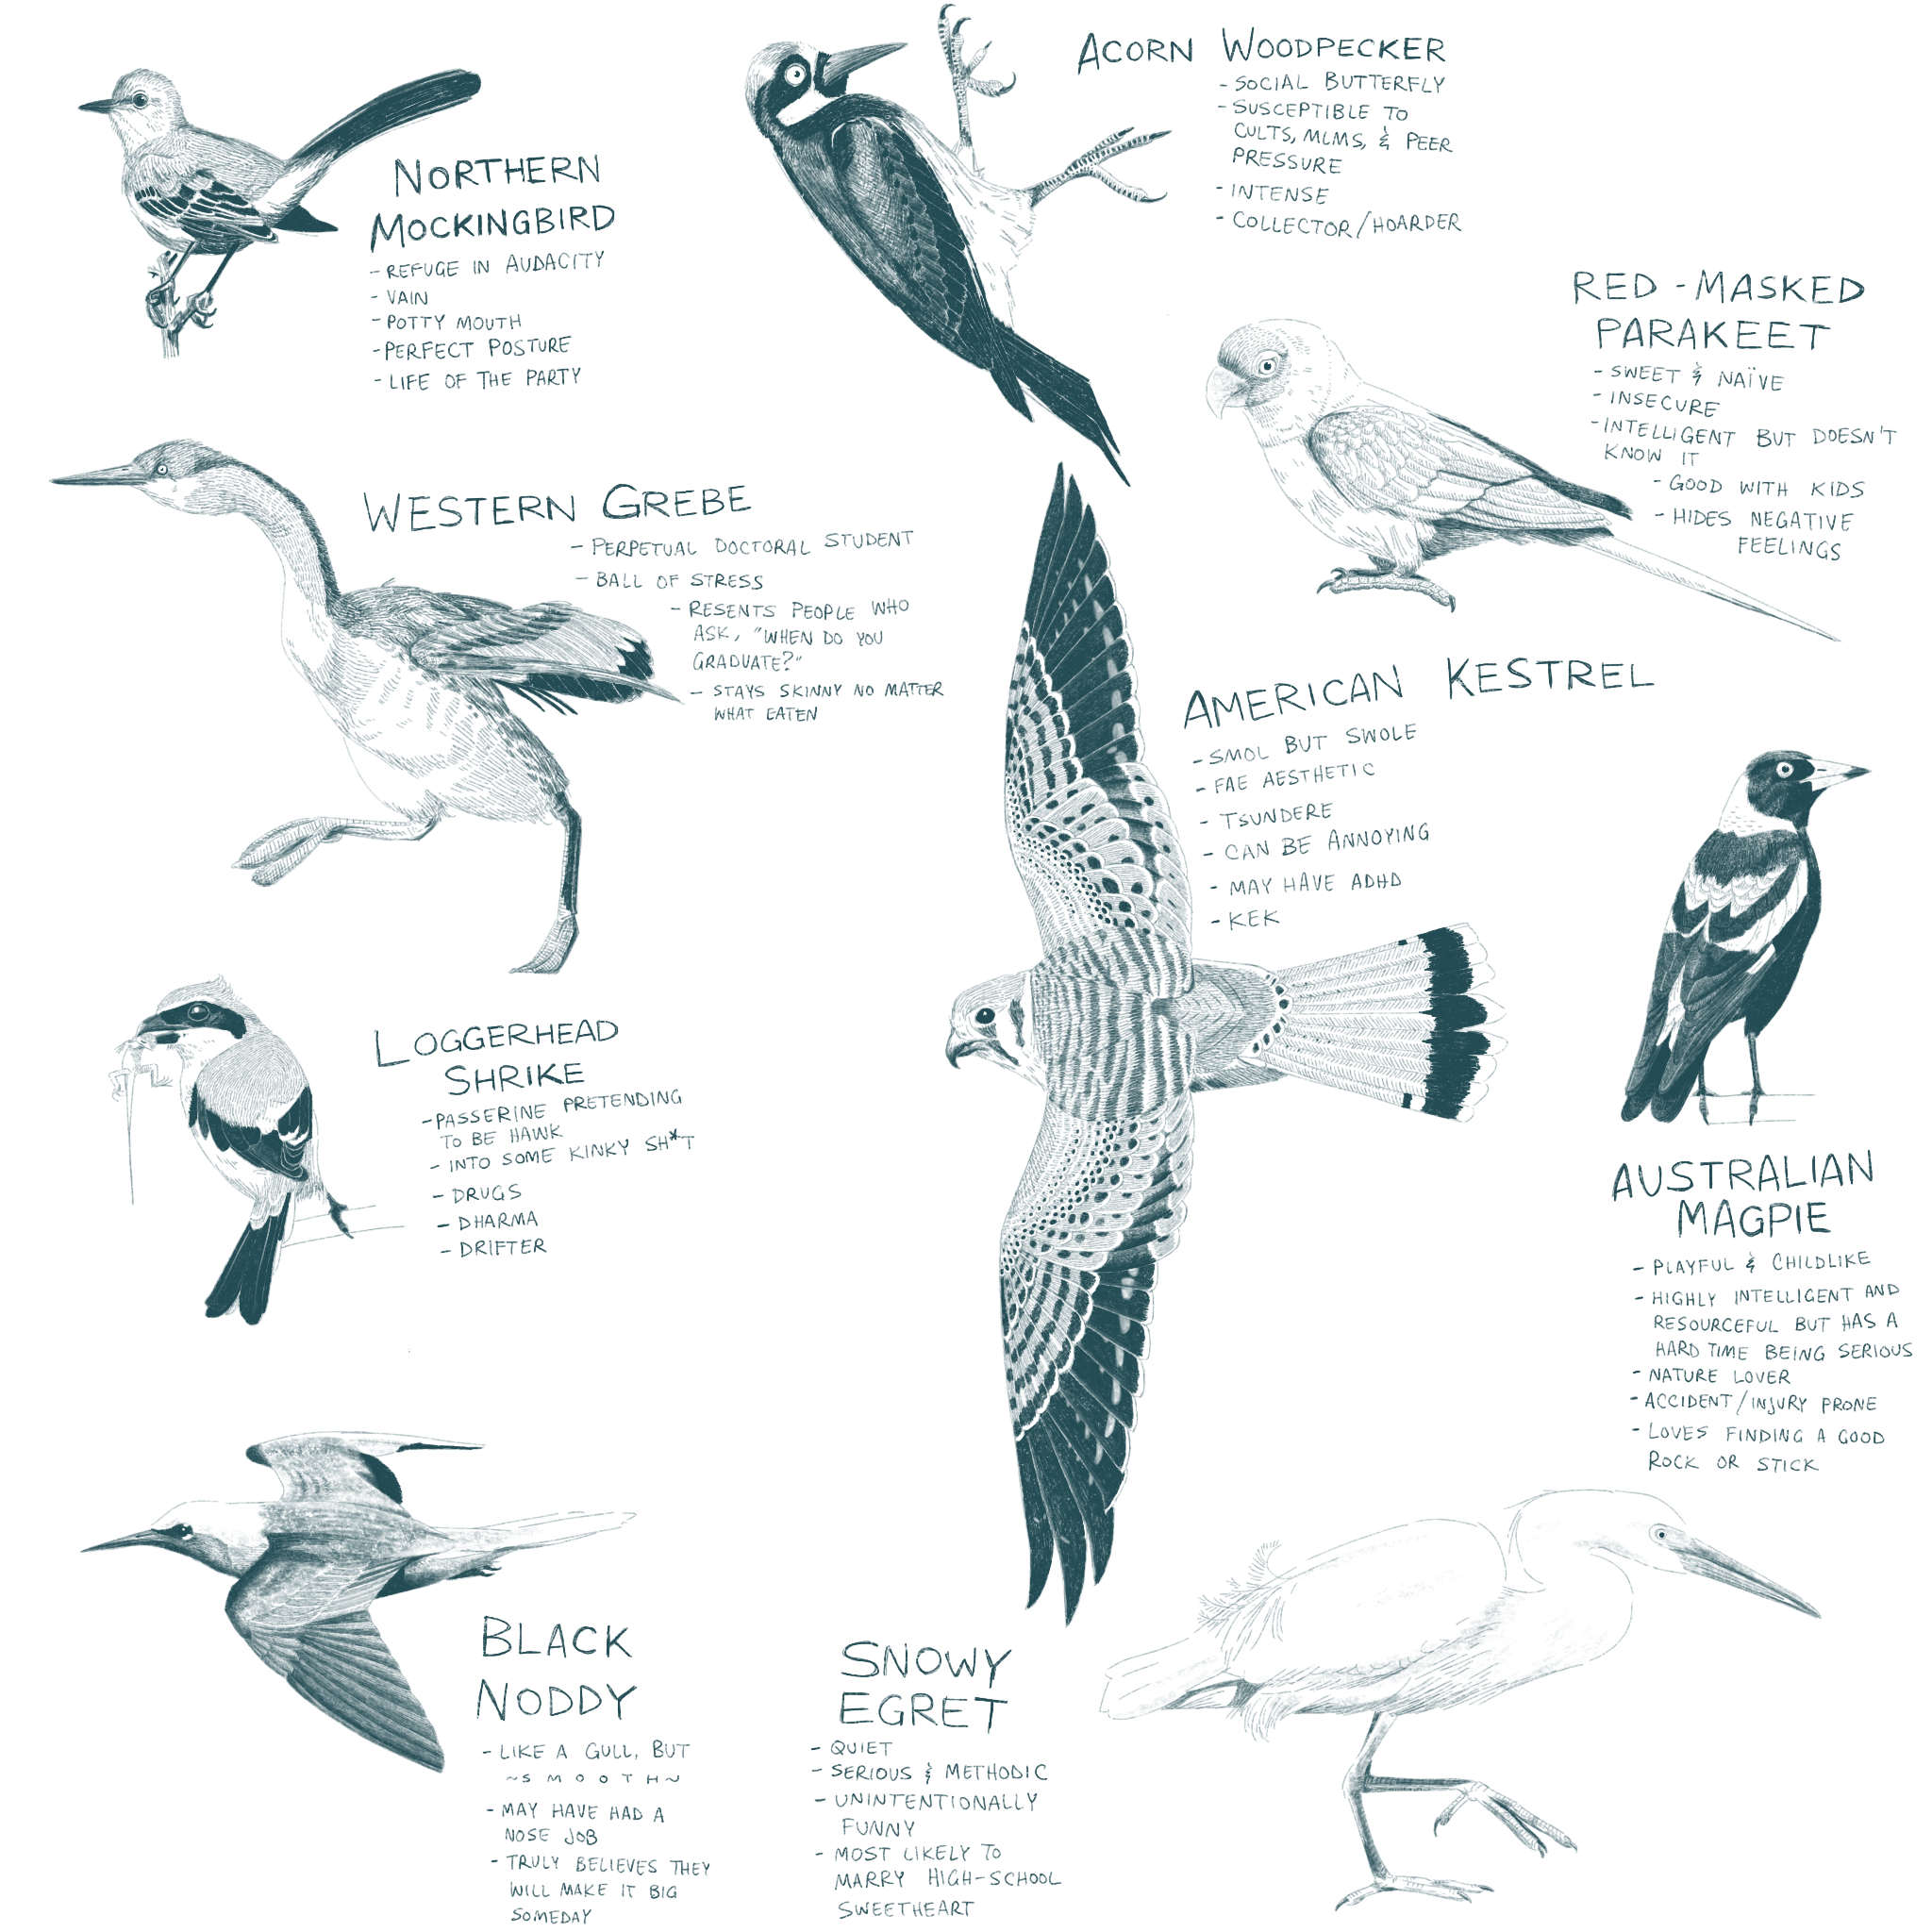 NORTHERN
MOCKINGBIRD
- REFUGE IN AUDACITY
- VAIN
- POTTY MOUTH
- PERFECT POSTURE
- LIFE OF THE PARTY
ACORN WOODPECKER
- SOCIAL BUTTERFLY
- SUSCEPTIBLE TO
CULTS, MLMS, & PEER
PRESSURE
- INTENSE
- COLLECTOR/HOARDER
RED-MASKED
PARAKEET
- SWEET & NAÏVE
- INSECURE
- INTELLIGENT BUT DOESN'T
KNOW IT
- GOOD WITH KIDS
- HIDES NEGATIVE
FEELINGS
WESTERN GREBE
- PERPETUAL DOCTORAL STUDENT
- BALL OF STRESS
- RESENTS PEOPLE WHO
ASK, "WHEN DO YOU
GRADUATE?"
- STAYS SKINNY NO MATTER
WHAT EATEN
AMERICAN KESTREL
- SMOL BUT SWOLE
- FAE AESTHETIC
- TSUNDERE
- CAN BE ANNOYING
- MAY HAVE ADHD
- KEK
LOGGERHEAD
SHRIKE
- PASSERINE PRETENDING
TO BE HAWK
- INTO SOME KINKY SH*T
- DRUGS
- DHARMA
- DRIFTER
AUSTRALIAN
MAGPIE
- PLAYFUL & CHILDLIKE
- HIGHLY INTELLIGENT AND
RESOURCEFUL BUT HAS A
HARD TIME BEING SERIOUS
- NATURE LOVER
- ACCIDENT/INJURY PRONE
- LOVES FINDING A GOOD
ROCK OR STICK
BLACK
NODDY
- LIKE A GULL, BUT
~S M O O T H~
- MAY HAVE HAD A
NOSE JOB
- TRULY BELIEVES THEY
WILL MAKE IT BIG
SOMEDAY
SNOWY
EGRET
- QUIET
- SERIOUS & METHODIC
- UNINTENTIONALLY
FUNNY
- MOST LIKELY TO
MARRY HIGH-SCHOOL
SWEETHEART